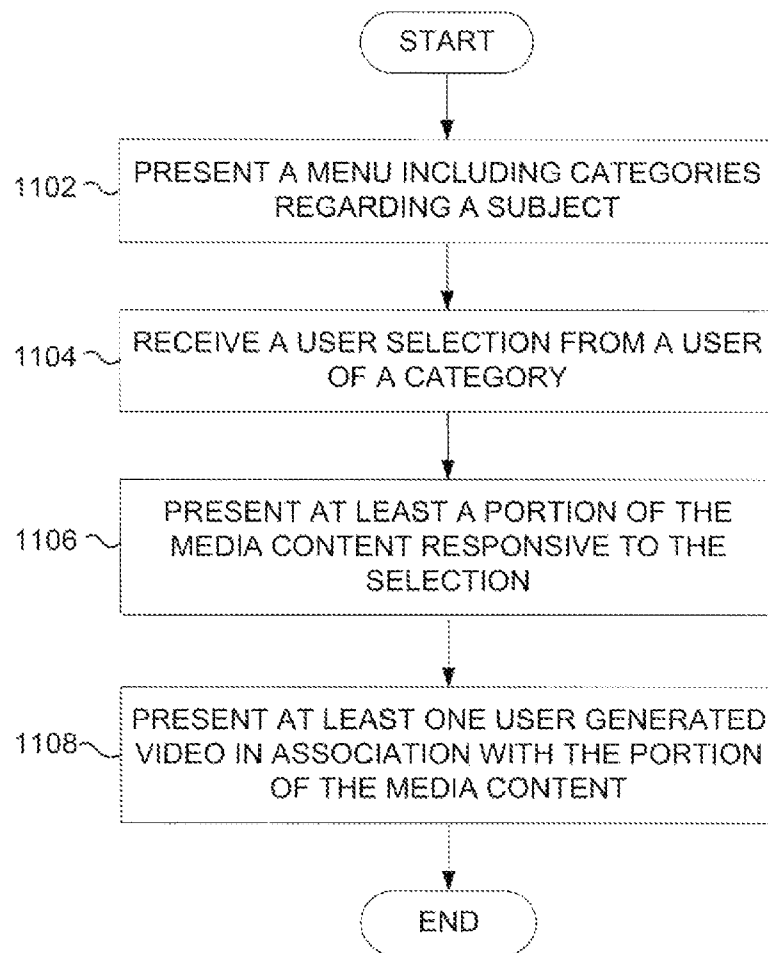 START
1102
PRESENT A MENU INCLUDING CATEGORIES
REGARDING A SUBJECT
1104
RECEIVE A USER SELECTION FROM A USER
OF A CATEGORY
1106
PRESENT AT LEAST A PORTION OF THE
MEDIA CONTENT RESPONSIVE TO THE
SELECTION
1108
PRESENT AT LEAST ONE USER GENERATED
VIDEO IN ASSOCIATION WITH THE PORTION
OF THE MEDIA CONTENT
END